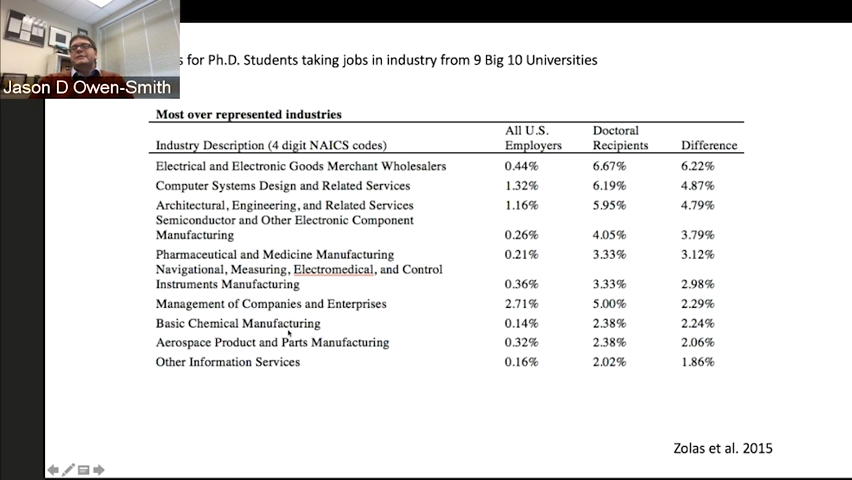 s for Ph.D. Students taking jobs in industry from 9 Big 10 Universities
Jason D Owen-Smith
Most over represented industries
All U.S. Doctoral
Industry Description (4 digit NAICS codes) Employers Recipients Difference
Electrical and Electronic Goods Merchant Wholesalers 0.44% 6.67% 6.22%
Computer Systems Design and Related Services 1.32% 6.19% 4.87%
Architectural, Engineering, and Related Services 1.16% 5.95% 4.79%
Semiconductor and Other Electronic Component
Manufacturing 0.26% 4.05% 3.79%
Pharmaceutical and Medicine Manufacturing 0.21% 3.33% 3.12%
Navigational, Measuring, Electromedical, and Control
Instruments Manufacturing 0.36% 3.33% 2.98%
Management of Companies and Enterprises 2.71% 5.00% 2.29%
Basic Chemical Manufacturing 0.14% 2.38% 2.24%
Aerospace Product and Parts Manufacturing 0.32% 2.38% 2.06%
Other Information Services 0.16% 2.02% 1.86%
Zolas et al. 2015